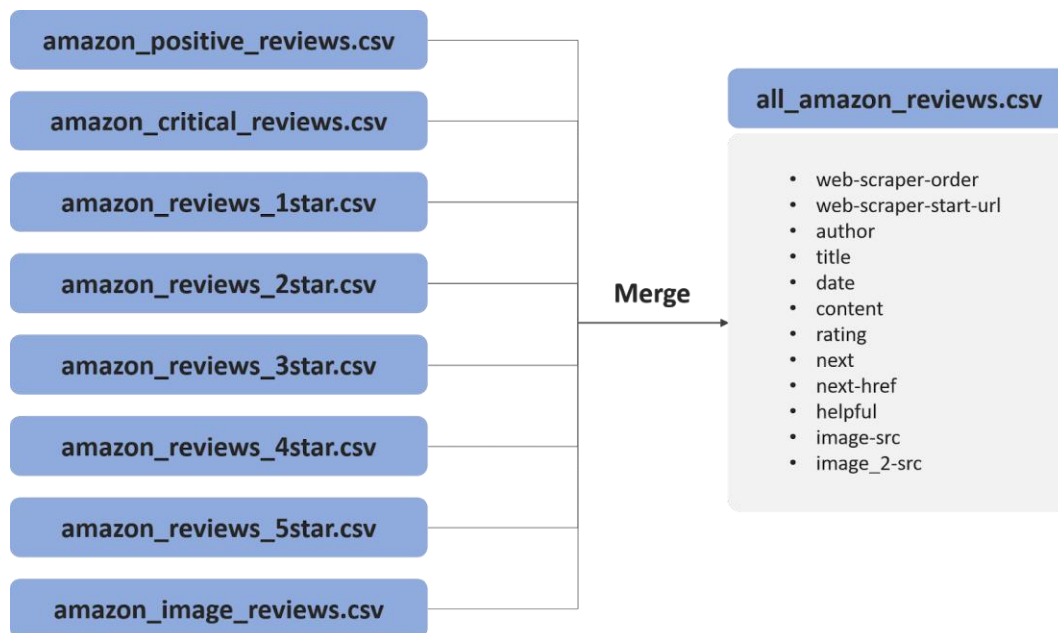 amazon_positive_reviews.csv
amazon_critical_reviews.csv
amazon_reviews_1star.csv
amazon_reviews_2star.csv
amazon_reviews_3star.csv
amazon_reviews_4star.csv
amazon_reviews_5star.csv
amazon_image_reviews.csv
Merge
all_amazon_reviews.csv
• web-scraper-order
• web-scraper-start-url
• author
• title
• date
• content
• rating
• next
• next-href
• helpful
• image-src
• image_2-src